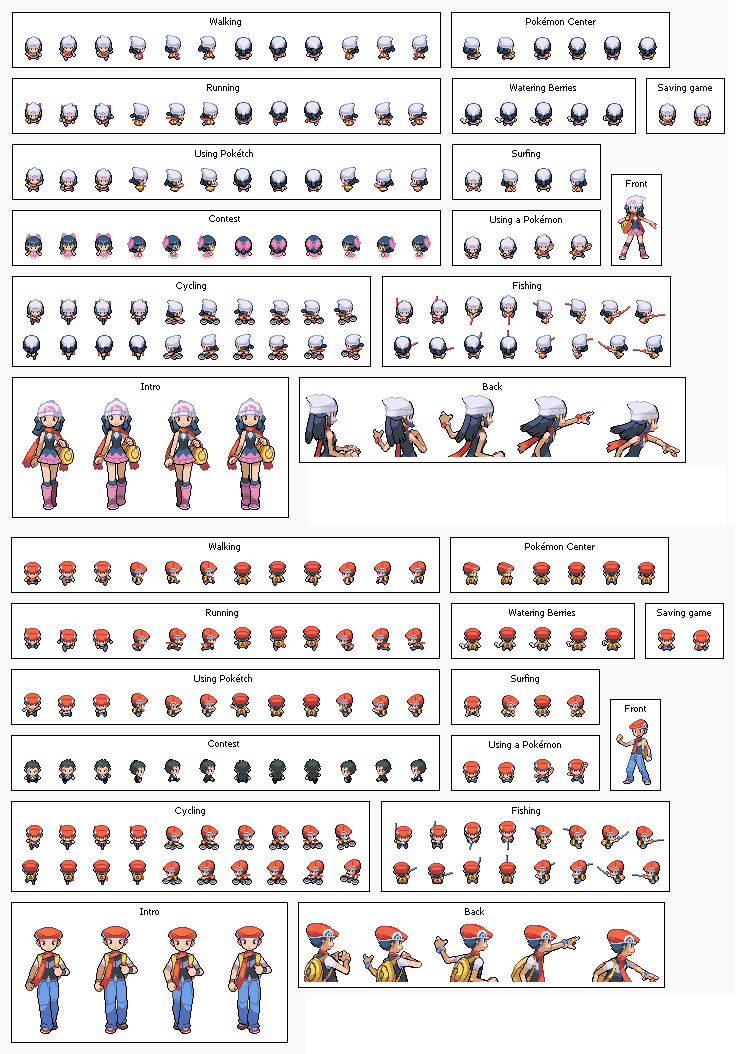 Walking
Pokémon Center
Running
Watering Berries
Saving game
Using Pokétch
Surfing
Front
Contest
Using a Pokémon
Cycling
Fishing
Intro
Back
Walking
Pokémon Center
Running
Watering Berries
Saving game
Using Pokétch
Surfing
Front
Contest
Using a Pokémon
Cycling
Fishing
Intro
Back